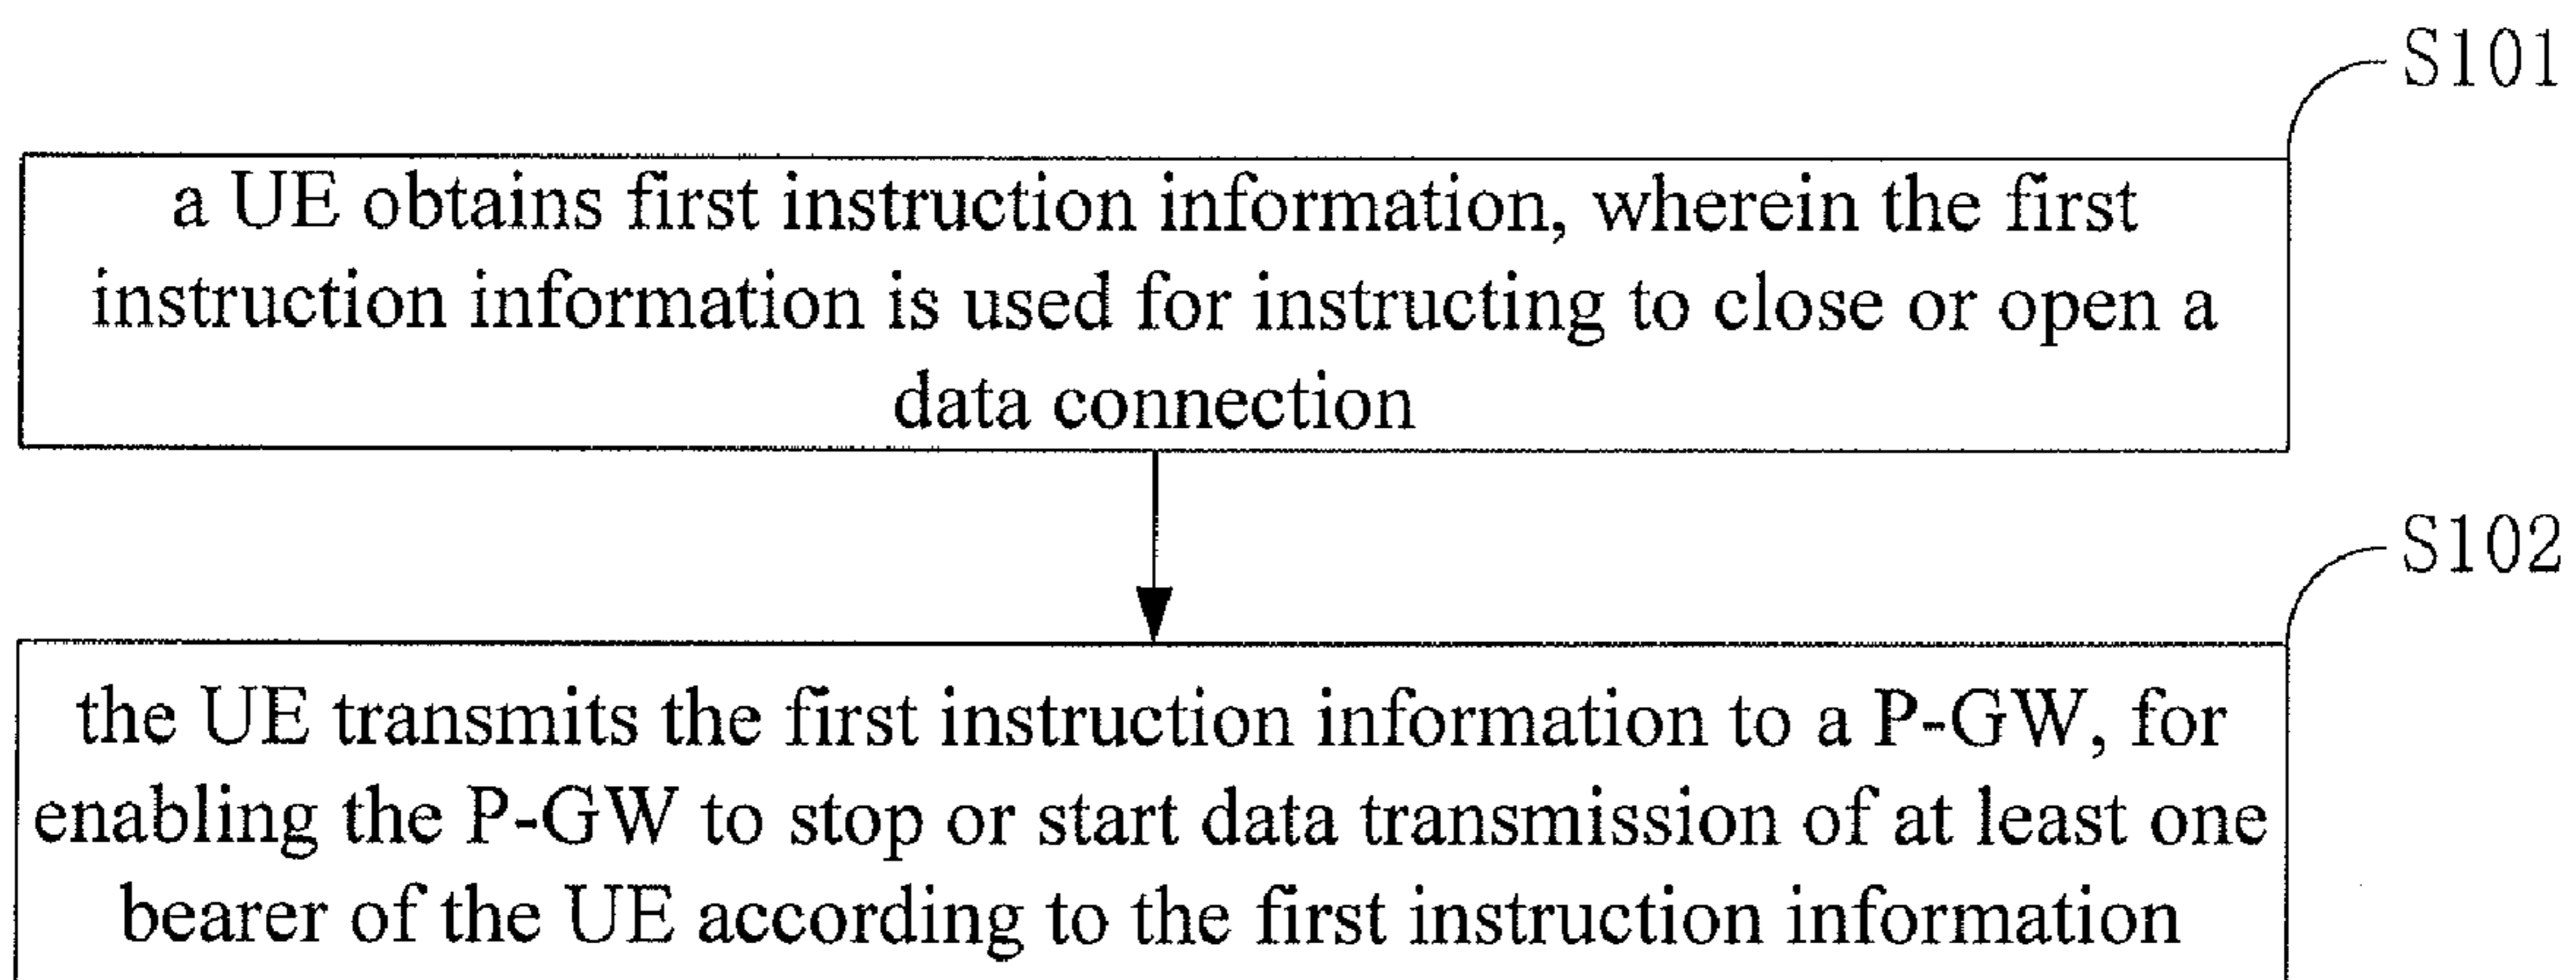 S101
a UE obtains first instruction information, wherein the first
instruction information is used for instructing to close or open a
data connection
S102
the UE transmits the first instruction information to a P-GW, for
enabling the P-GW to stop or start data transmission of at least one
bearer of the UE according to the first instruction information